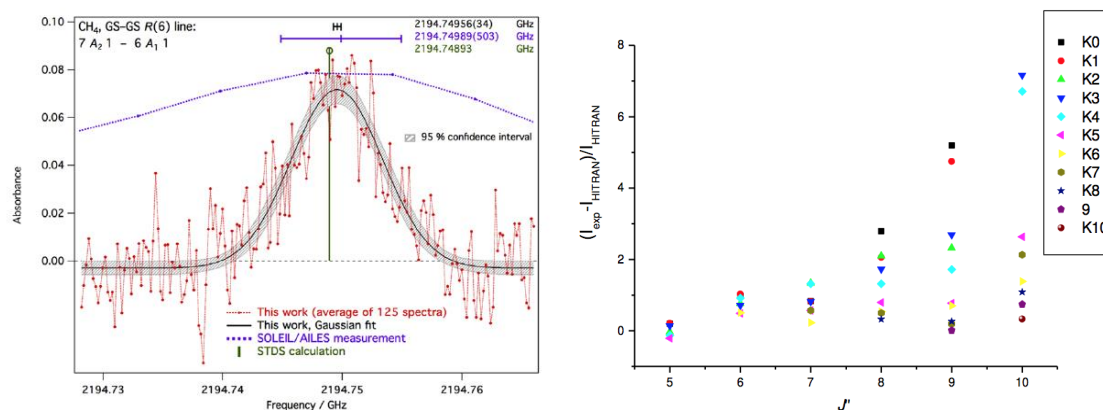 CH₄, GS–GS R(6) line:
7 A₂ 1 – 6 A₁ 1
2194.74956(34) GHz
2194.74989(503) GHz
2194.74893 GHz
95 % confidence interval
This work (average of 125 spectra)
This work, Gaussian fit
SOLEIL/AILES measurement
STDS calculation
0.10
0.08
0.06
0.04
0.02
0.00
Absorbance
2194.73
2194.74
2194.75
2194.76
Frequency / GHz
8
6
4
2
0
(I exp-I HITRAN)/I HITRAN
5
6
7
8
9
10
J"
K0
K1
K2
K3
K4
K5
K6
K7
K8
9
K10